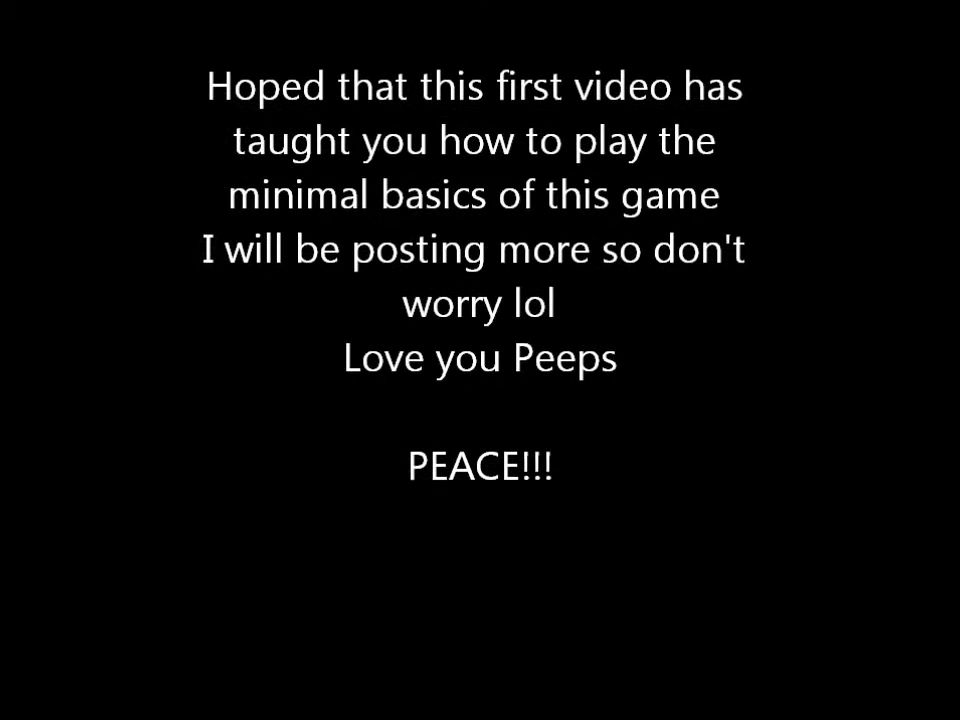 Hoped that this first video has
taught you how to play the
minimal basics of this game
I will be posting more so don't
worry lol
Love you Peeps
PEACE!!!